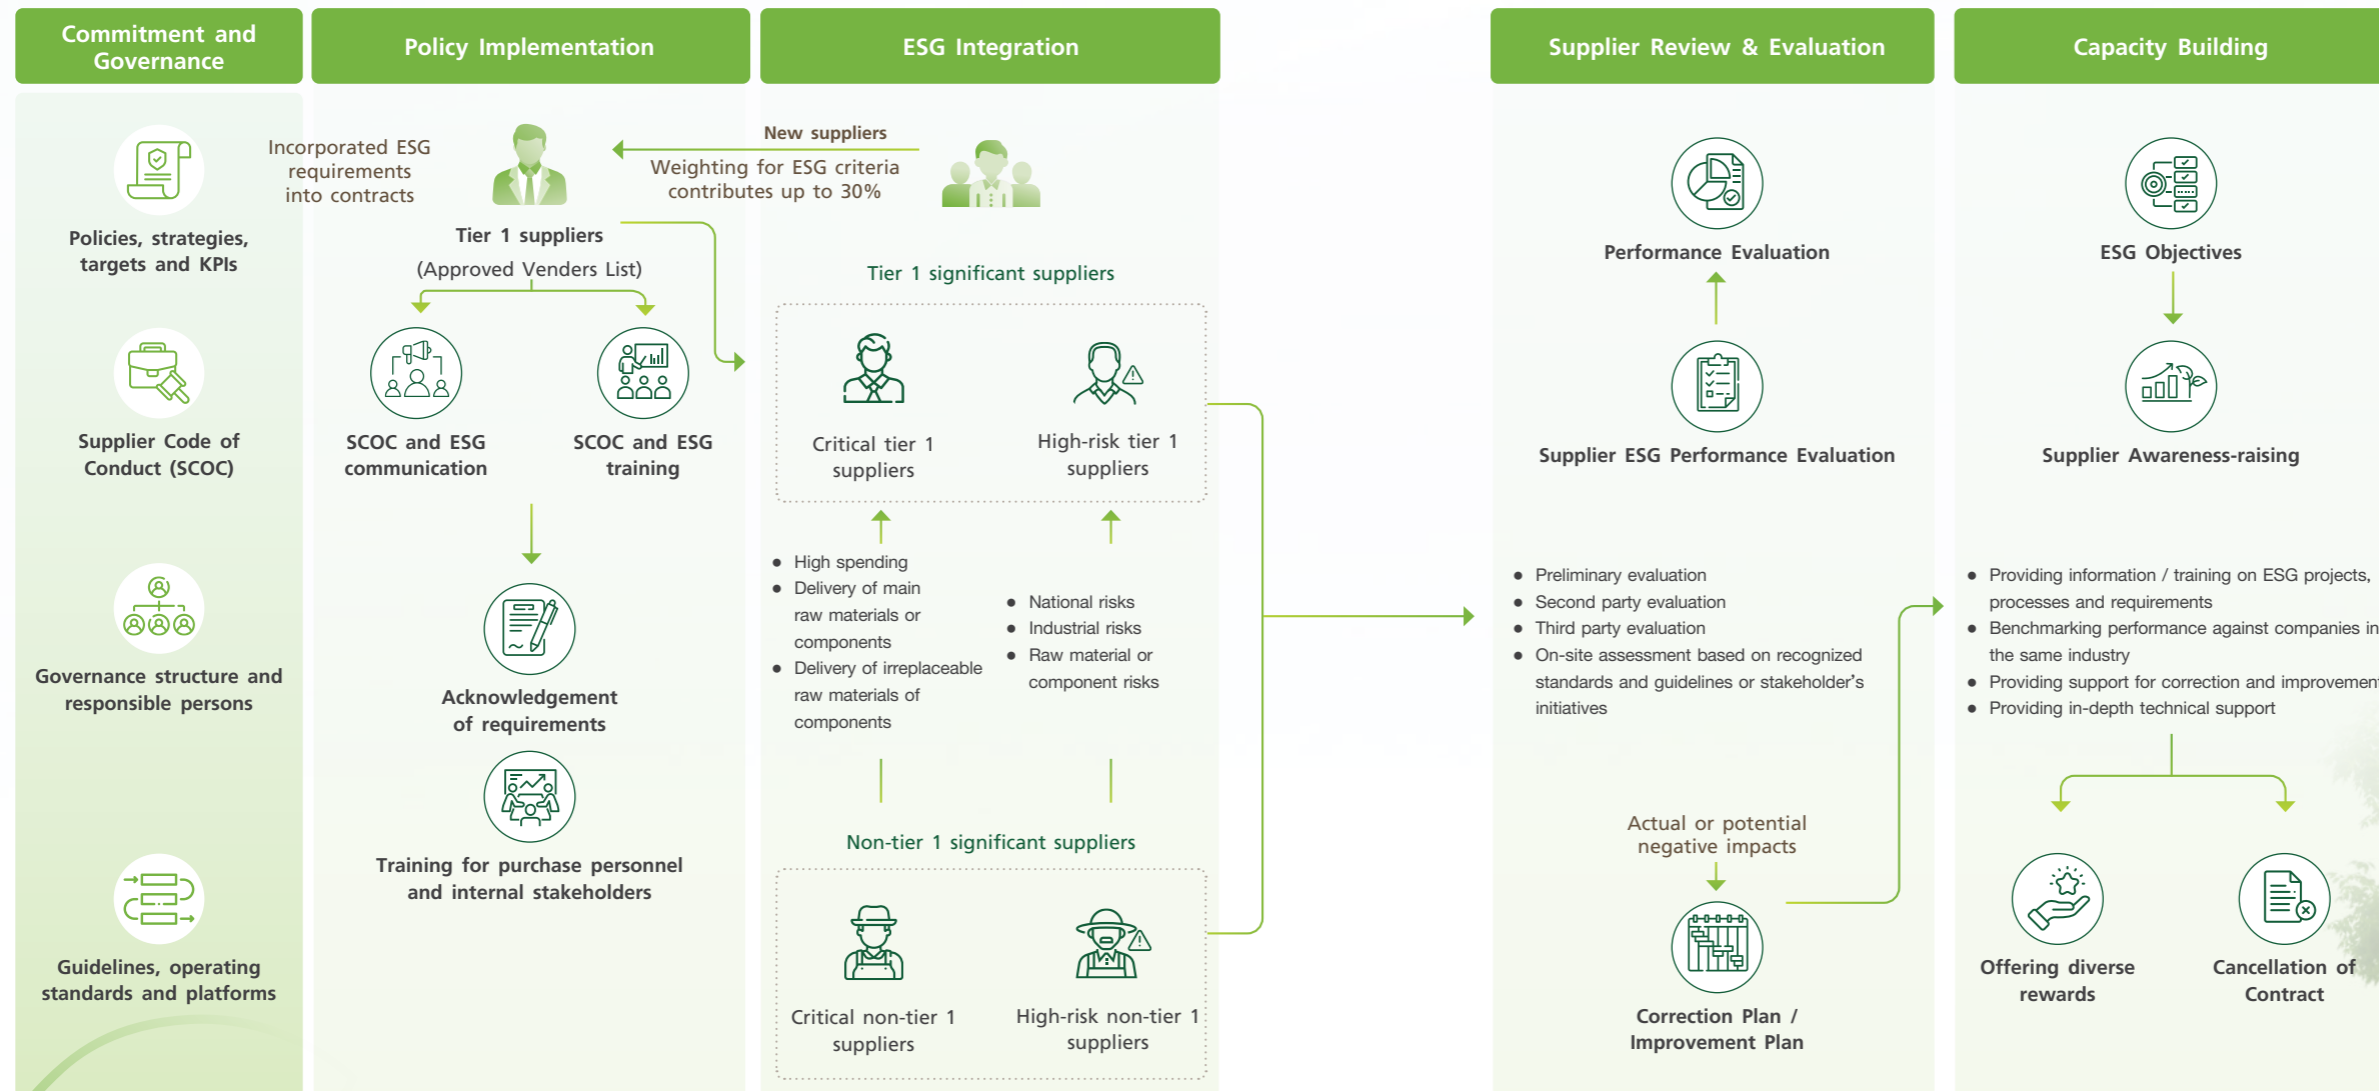 Commitment and
Governance
Policies, strategies,
targets and KPIs
Supplier Code of
Conduct (SCOC)
Governance structure and
responsible persons
Guidelines, operating
standards and platforms
Policy Implementation
Incorporated ESG
requirements
into contracts
Tier 1 suppliers
(Approved Venders List)
SCOC and ESG
communication
SCOC and ESG
training
Acknowledgement
of requirements
Training for purchase personnel
and internal stakeholders
ESG Integration
New suppliers
Weighting for ESG criteria
contributes up to 30%
Tier 1 significant suppliers
Critical tier 1
suppliers
High-risk tier 1
suppliers
● High spending
● Delivery of main
raw materials or
components
● Delivery of irreplaceable
raw materials of
components
● National risks
● Industrial risks
● Raw material or
component risks
Non-tier 1 significant suppliers
Critical non-tier 1
suppliers
High-risk non-tier 1
suppliers
Supplier Review & Evaluation
Performance Evaluation
Supplier ESG Performance Evaluation
● Preliminary evaluation
● Second party evaluation
● Third party evaluation
● On-site assessment based on recognized
standards and guidelines or stakeholder's
initiatives
Actual or potential
negative impacts
Correction Plan /
Improvement Plan
Capacity Building
ESG Objectives
Supplier Awareness-raising
● Providing information / training on ESG projects,
processes and requirements
● Benchmarking performance against companies in
the same industry
● Providing support for correction and improvement
● Providing in-depth technical support
Offering diverse
rewards
Cancellation of
Contract